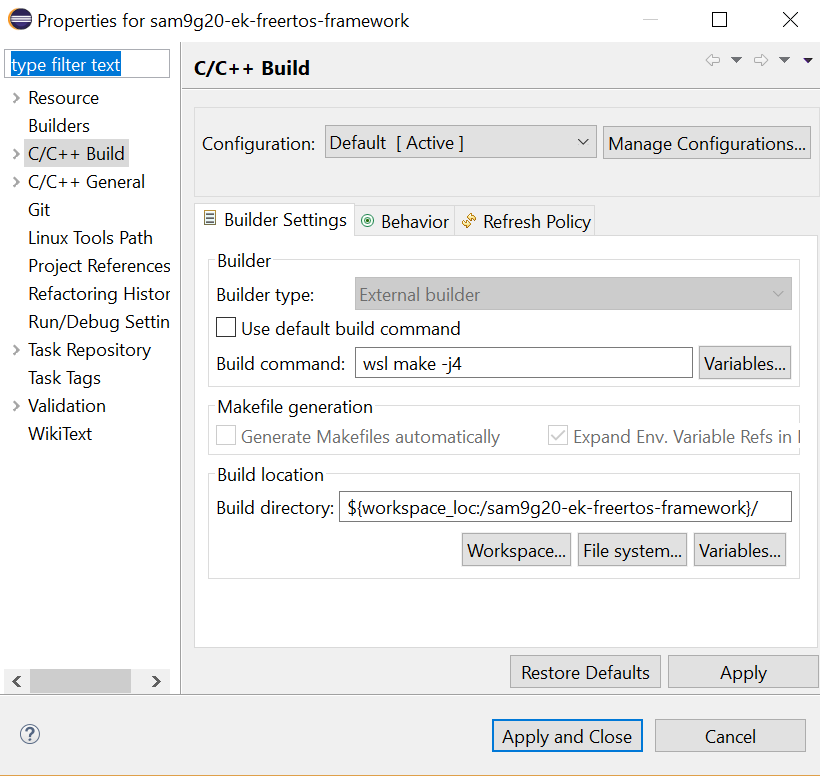 Properties for sam9g20-ek-freertos-framework
type filter text
Resource
Builders
C/C++ Build
C/C++ General
Git
Linux Tools Path
Project References
Refactoring Histor
Run/Debug Settin
Task Repository
Task Tags
Validation
WikiText
C/C++ Build
Configuration: Default [ Active ] Manage Configurations...
Builder Settings Behavior Refresh Policy
Builder
Builder type: External builder
Use default build command
Build command: wsl make -j4 Variables...
Makefile generation
Generate Makefiles automatically Expand Env. Variable Refs in
Build location
Build directory: ${workspace_loc:/sam9g20-ek-freertos-framework}/
Workspace... File system... Variables...
Restore Defaults Apply
? Apply and Close Cancel